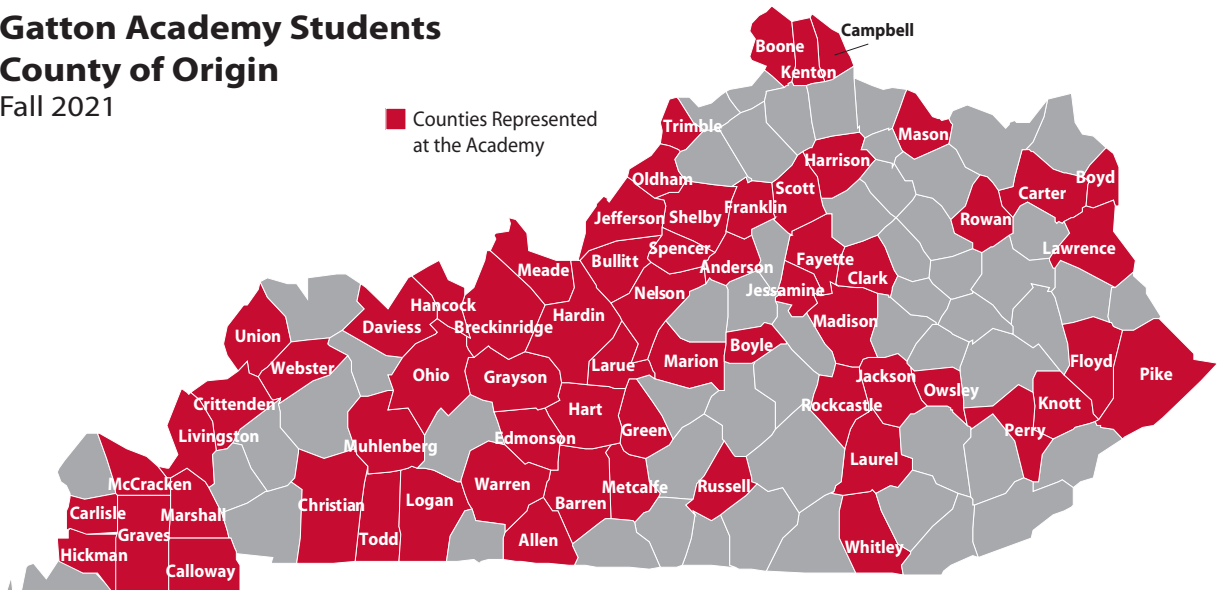 Gatton Academy Students
County of Origin
Fall 2021
Counties Represented
at the Academy
Campbell
Boone
Kenton
Trimble
Mason
Harrison
Oldham
Scott
Boyd
Carter
Jefferson
Shelby
Franklin
Rowan
Spencer
Lawrence
Meade
Bullitt
Anderson
Fayette
Clark
Nelson
Jessamine
Hancock
Hardin
Daviess
Breckinridge
Madison
Union
Boyle
Webster
Ohio
Grayson
Larue
Marion
Floyd
Pike
Jackson
Owsley
Crittenden
Hart
Rockcastle
Knott
Livingston
Muhlenberg
Edmonson
Green
Perry
Laurel
McCracken
Warren
Metcalfe
Russell
Carlisle
Marshall
Christian
Logan
Barren
Graves
Todd
Allen
Hickman
Whitley
Calloway